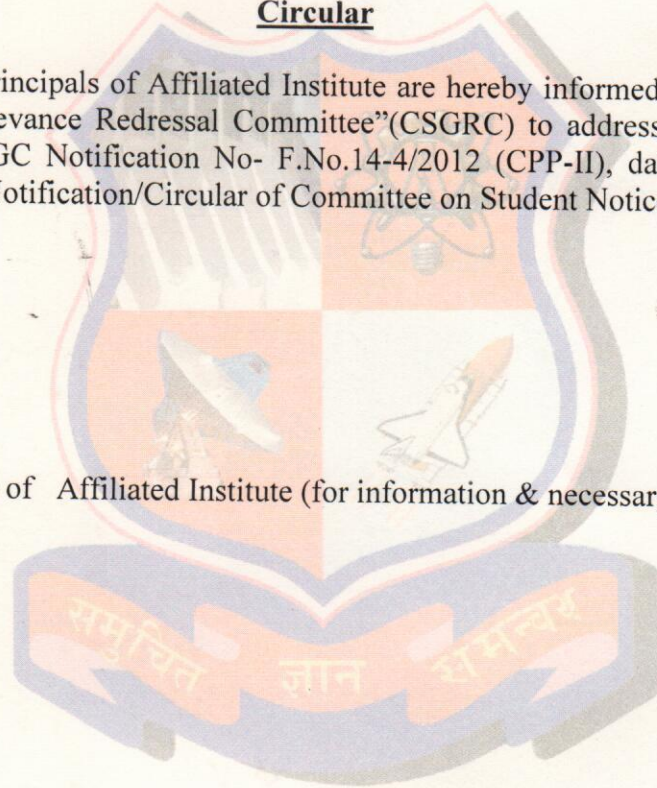 Circular
rincipals of Affiliated Institute are hereby informed
evance Redressal Committee”(CSGRC) to address
GC Notification No- F.No.14-4/2012 (CPP-II), da
Notification/Circular of Committee on Student Notic
of Affiliated Institute (for information & necessar
समुचित ज्ञान समन्वय